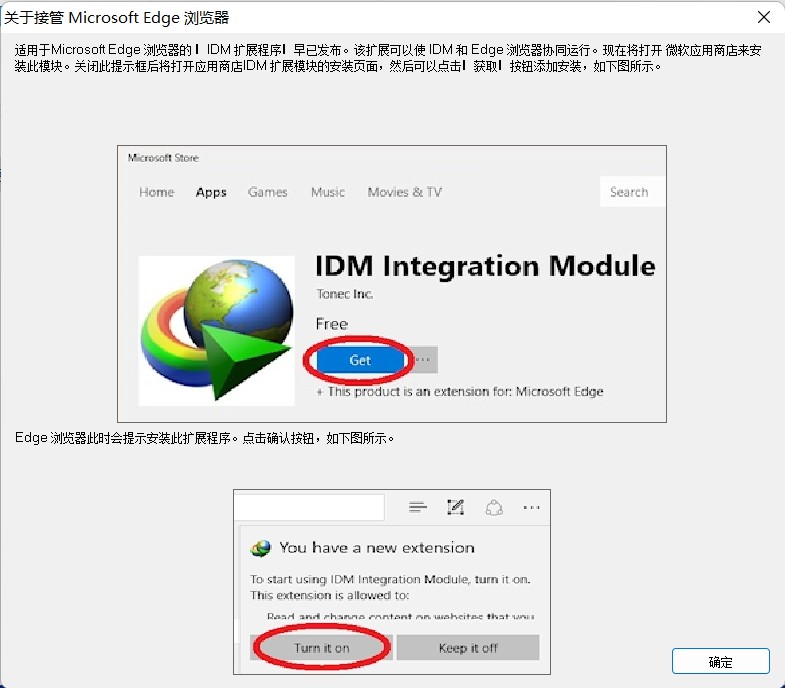 关于接管 Microsoft Edge 浏览器
适用于Microsoft Edge 浏览器的 I IDM 扩展程序I 早已发布。该扩展可以使 IDM 和 Edge 浏览器协同运行。现在将打开 微软应用商店来安
装此模块。关闭此提示框后将打开应用商店IDM 扩展模块的安装页面，然后可以点击I 获取I 按钮添加安装，如下图所示。
Microsoft Store
Home Apps Games Music Movies & TV Search
IDM Integration Module
Tonec Inc.
Free
Get ...
+ This product is an extension for: Microsoft Edge
Edge 浏览器此时会提示安装此扩展程序。点击确认按钮，如下图所示。
You have a new extension
To start using IDM Integration Module, turn it on.
This extension is allowed to:
Read and change content on websites that you
Turn it on Keep it off
确定